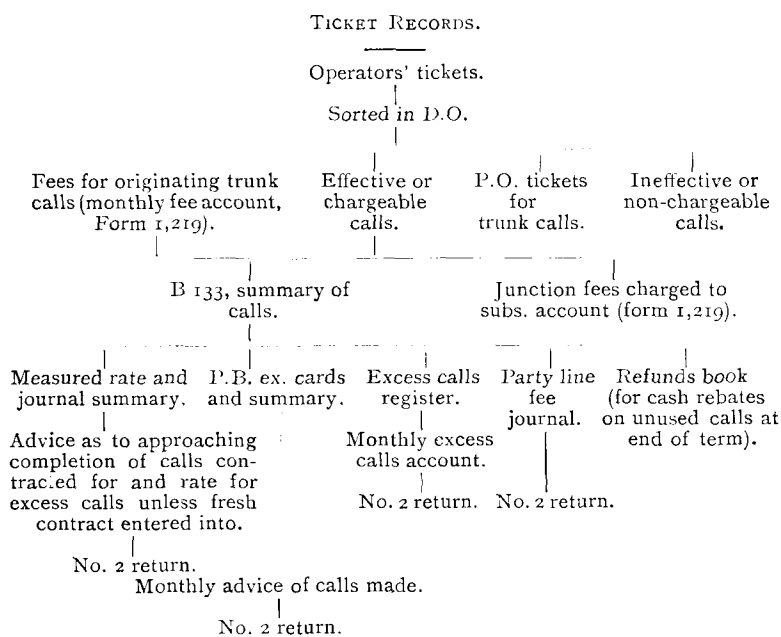 TICKET RECORDS.
Operators' tickets.
Sorted in D.O.
Fees for originating trunk
calls (monthly fee account,
Form 1,219).
Effective or
chargeable
calls.
P.O. tickets
for
trunk calls.
Ineffective or
non-chargeable
calls.
B 133, summary of
calls.
Junction fees charged to
subs. account (form 1,219).
Measured rate and
journal summary.
P.B. ex. cards
and summary.
Excess calls
register.
Party line
fee
journal.
Refunds book
(for cash rebates
on unused calls at
end of term).
Advice as to approaching
completion of calls con-
tracted for and rate for
excess calls unless fresh
contract entered into.
Monthly excess
calls account.
No. 2 return.
No. 2 return.
No. 2 return.
Monthly advice of calls made.
No. 2 return.